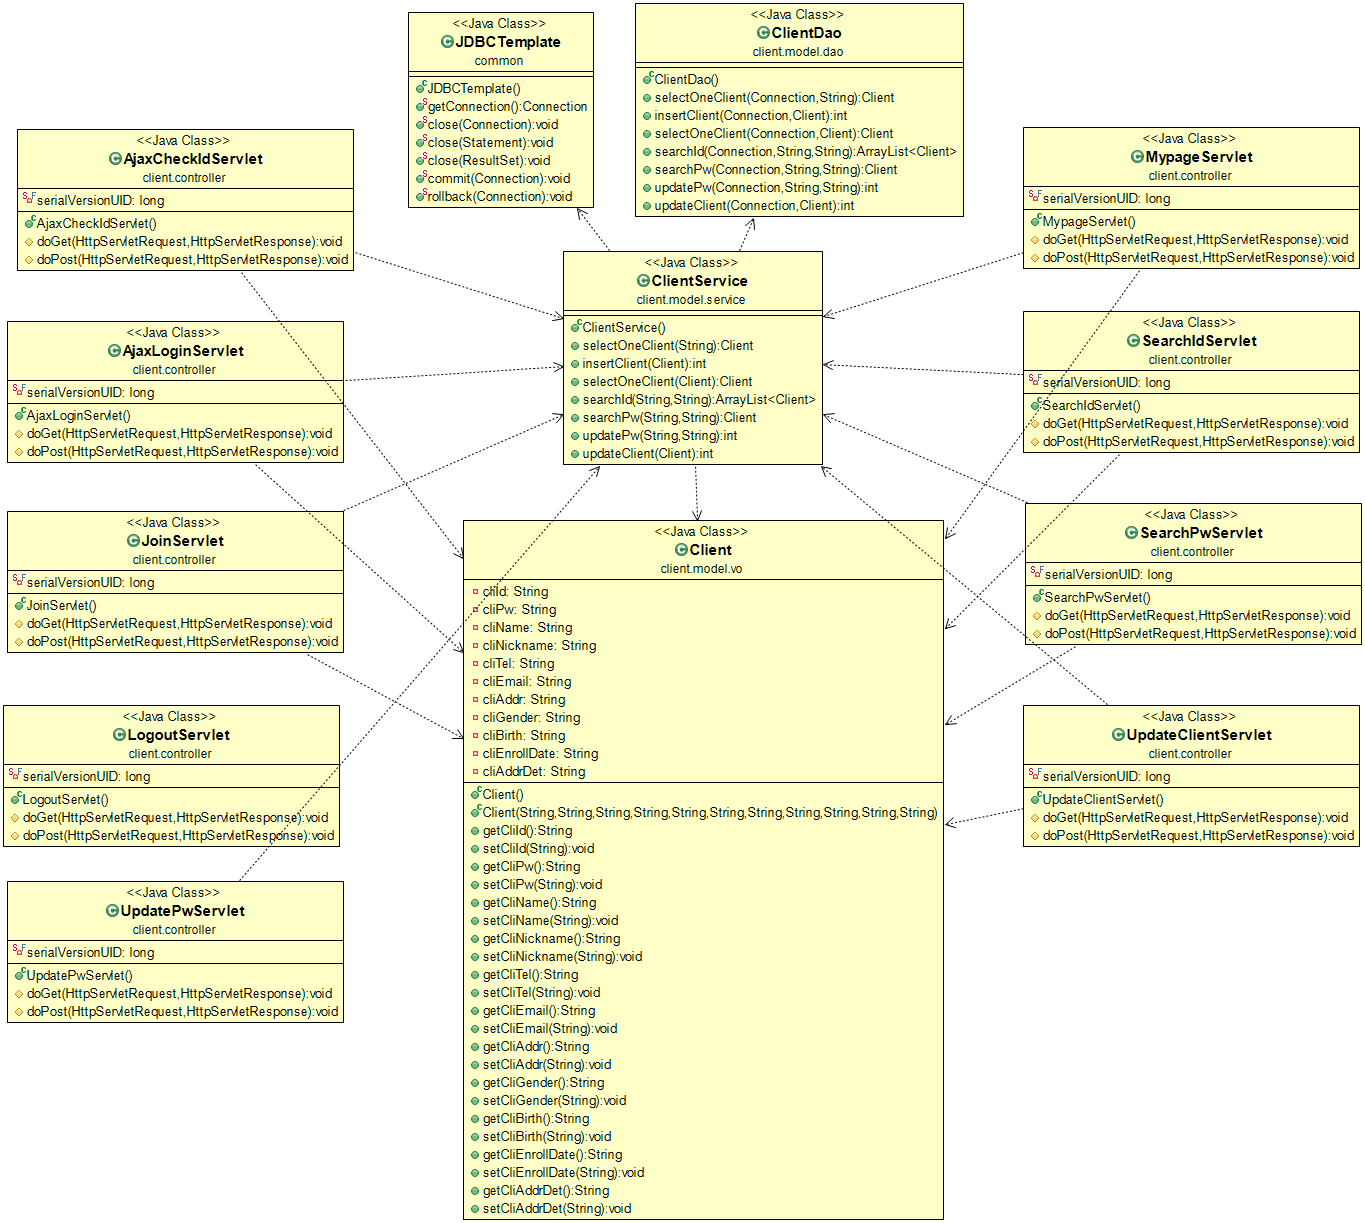 <<Java Class>>
JDBCTemplate
common
JDBCTemplate()
getConnection():Connection
close(Connection):void
close(Statement):void
close(ResultSet):void
commit(Connection):void
rollback(Connection):void
<<Java Class>>
ClientDao
client.model.dao
ClientDao()
selectOneClient(Connection,String):Client
insertClient(Connection,Client):int
selectOneClient(Connection,Client):Client
searchId(Connection,String,String):ArrayList<Client>
searchPw(Connection,String,String):Client
updatePw(Connection,String,String):int
updateClient(Connection,Client):int
<<Java Class>>
AjaxCheckIdServlet
client.controller
serialVersionUID: long
AjaxCheckIdServlet()
doGet(HttpServletRequest,HttpServletResponse):void
doPost(HttpServletRequest,HttpServletResponse):void
<<Java Class>>
ClientService
client.model.service
ClientService()
selectOneClient(String):Client
insertClient(Client):int
selectOneClient(Client):Client
searchId(String,String):ArrayList<Client>
searchPw(String,String):Client
updatePw(String,String):int
updateClient(Client):int
<<Java Class>>
MypageServlet
client.controller
serialVersionUID: long
MypageServlet()
doGet(HttpServletRequest,HttpServletResponse):void
doPost(HttpServletRequest,HttpServletResponse):void
<<Java Class>>
AjaxLoginServlet
client.controller
serialVersionUID: long
AjaxLoginServlet()
doGet(HttpServletRequest,HttpServletResponse):void
doPost(HttpServletRequest,HttpServletResponse):void
<<Java Class>>
SearchIdServlet
client.controller
serialVersionUID: long
SearchIdServlet()
doGet(HttpServletRequest,HttpServletResponse):void
doPost(HttpServletRequest,HttpServletResponse):void
<<Java Class>>
JoinServlet
client.controller
serialVersionUID: long
JoinServlet()
doGet(HttpServletRequest,HttpServletResponse):void
doPost(HttpServletRequest,HttpServletResponse):void
<<Java Class>>
Client
client.model.vo
cliId: String
cliPw: String
cliName: String
cliNickname: String
cliTel: String
cliEmail: String
cliAddr: String
cliGender: String
cliBirth: String
cliEnrollDate: String
cliAddrDet: String
Client()
Client(String,String,String,String,String,String,String,String,String,String,String)
getCliId():String
setCliId(String):void
getCliPw():String
setCliPw(String):void
getCliName():String
setCliName(String):void
getCliNickname():String
setCliNickname(String):void
getCliTel():String
setCliTel(String):void
getCliEmail():String
setCliEmail(String):void
getCliAddr():String
setCliAddr(String):void
getCliGender():String
setCliGender(String):void
getCliBirth():String
setCliBirth(String):void
getCliEnrollDate():String
setCliEnrollDate(String):void
getCliAddrDet():String
setCliAddrDet(String):void
<<Java Class>>
SearchPwServlet
client.controller
serialVersionUID: long
SearchPwServlet()
doGet(HttpServletRequest,HttpServletResponse):void
doPost(HttpServletRequest,HttpServletResponse):void
<<Java Class>>
LogoutServlet
client.controller
serialVersionUID: long
LogoutServlet()
doGet(HttpServletRequest,HttpServletResponse):void
doPost(HttpServletRequest,HttpServletResponse):void
<<Java Class>>
UpdateClientServlet
client.controller
serialVersionUID: long
UpdateClientServlet()
doGet(HttpServletRequest,HttpServletResponse):void
doPost(HttpServletRequest,HttpServletResponse):void
<<Java Class>>
UpdatePwServlet
client.controller
serialVersionUID: long
UpdatePwServlet()
doGet(HttpServletRequest,HttpServletResponse):void
doPost(HttpServletRequest,HttpServletResponse):void